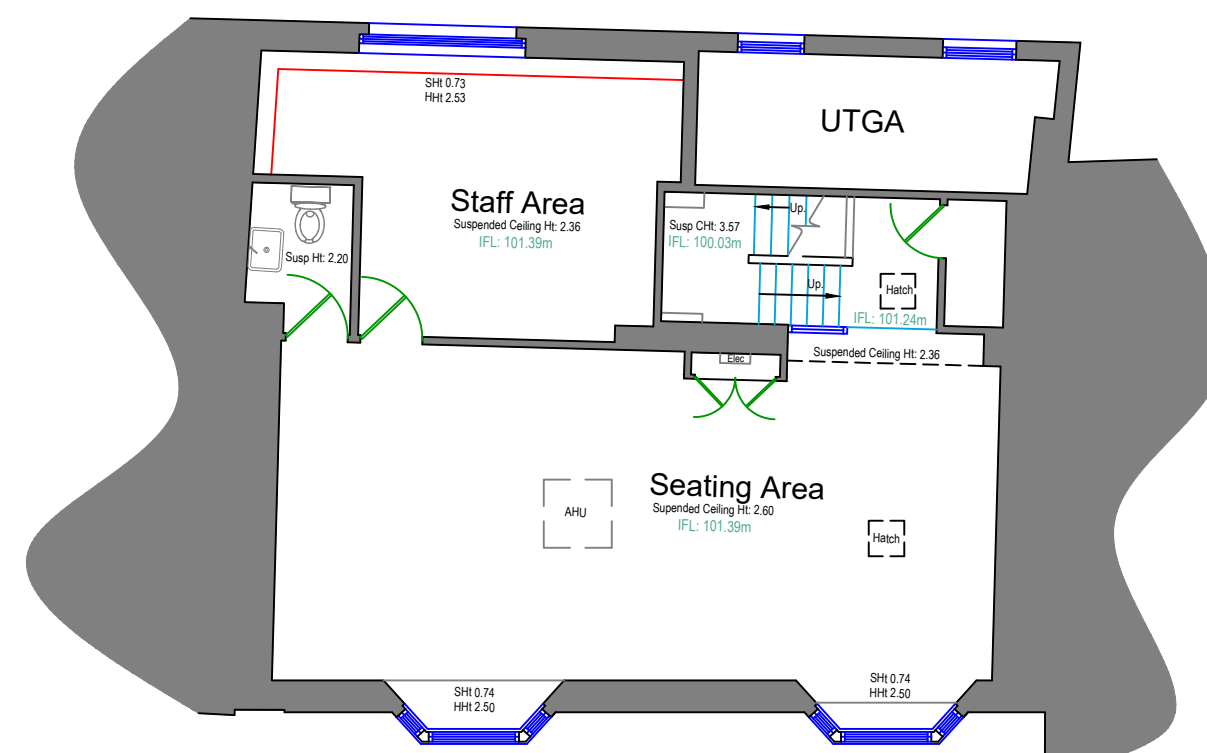 SHt 0.73
HHt 2.53
UTGA
Staff Area
Suspended Ceiling Ht: 2.36
IFL: 101.39m
Up.
Susp CHt: 3.57
IFL: 100.03m
Susp Ht: 2.20
Up.
Hatch
IFL: 101.24m
Suspended Ceiling Ht: 2.36
Elec
Seating Area
Supended Ceiling Ht: 2.60
IFL: 101.39m
AHU
Hatch
SHt 0.74
HHt 2.50
SHt 0.74
HHt 2.50